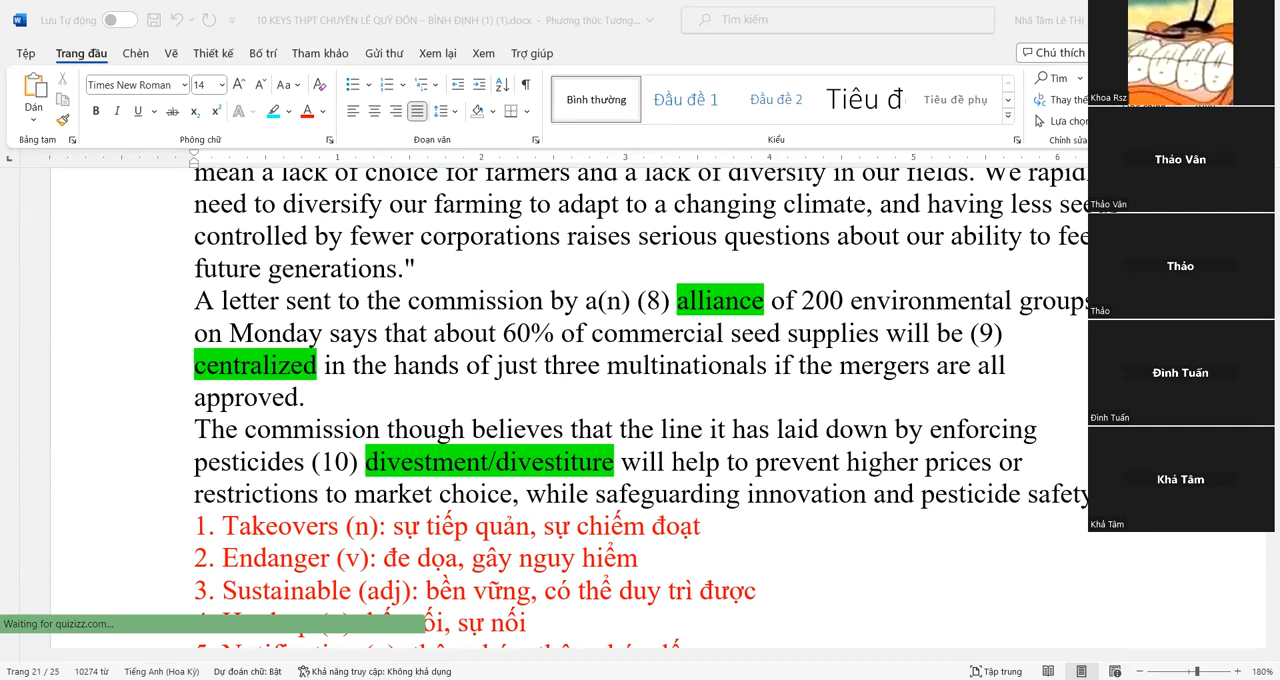 Lưu Tự động
10 KEYS THPT CHUYÊN LÊ QUÝ ĐÔN – BÌNH ĐỊNH (1) (1).docx - Phương thức Tương...
Tìm kiếm
Nhã Tâm Lê Thị
Tệp Trang đầu Chèn Vẽ Thiết kế Bố trí Tham khảo Gửi thư Xem lại Xem Trợ giúp
Chú thích
Dán
Times New Roman 14
Bình thường Đầu đề 1 Đầu đề 2 Tiêu đ Tiêu đề phụ
Tìm
Thay thế
Lựa chọn
Bảng tạm Phông chữ Đoạn văn Kiểu Chỉnh sửa
1 2 3 4 5 6
mean a lack of choice for farmers and a lack of diversity in our fields. We rapidl
need to diversify our farming to adapt to a changing climate, and having less seeds
controlled by fewer corporations raises serious questions about our ability to fee
future generations."
A letter sent to the commission by a(n) (8) alliance of 200 environmental groups
on Monday says that about 60% of commercial seed supplies will be (9)
centralized in the hands of just three multinationals if the mergers are all
approved.
The commission though believes that the line it has laid down by enforcing
pesticides (10) divestment/divestiture will help to prevent higher prices or
restrictions to market choice, while safeguarding innovation and pesticide safety
1. Takeovers (n): sự tiếp quản, sự chiếm đoạt
2. Endanger (v): đe dọa, gây nguy hiểm
3. Sustainable (adj): bền vững, có thể duy trì được
sự nối
Waiting for quizizz.com...
Trang 21 / 25 10274 từ Tiếng Anh (Hoa Kỳ) Dự đoán chữ: Bật Khả năng truy cập: Không khả dụng
Tập trung
180%
Khoa Rsz
Thảo Vân
Thảo Vân
Thảo
Thảo
Đình Tuấn
Đình Tuấn
Khả Tâm
Khả Tâm